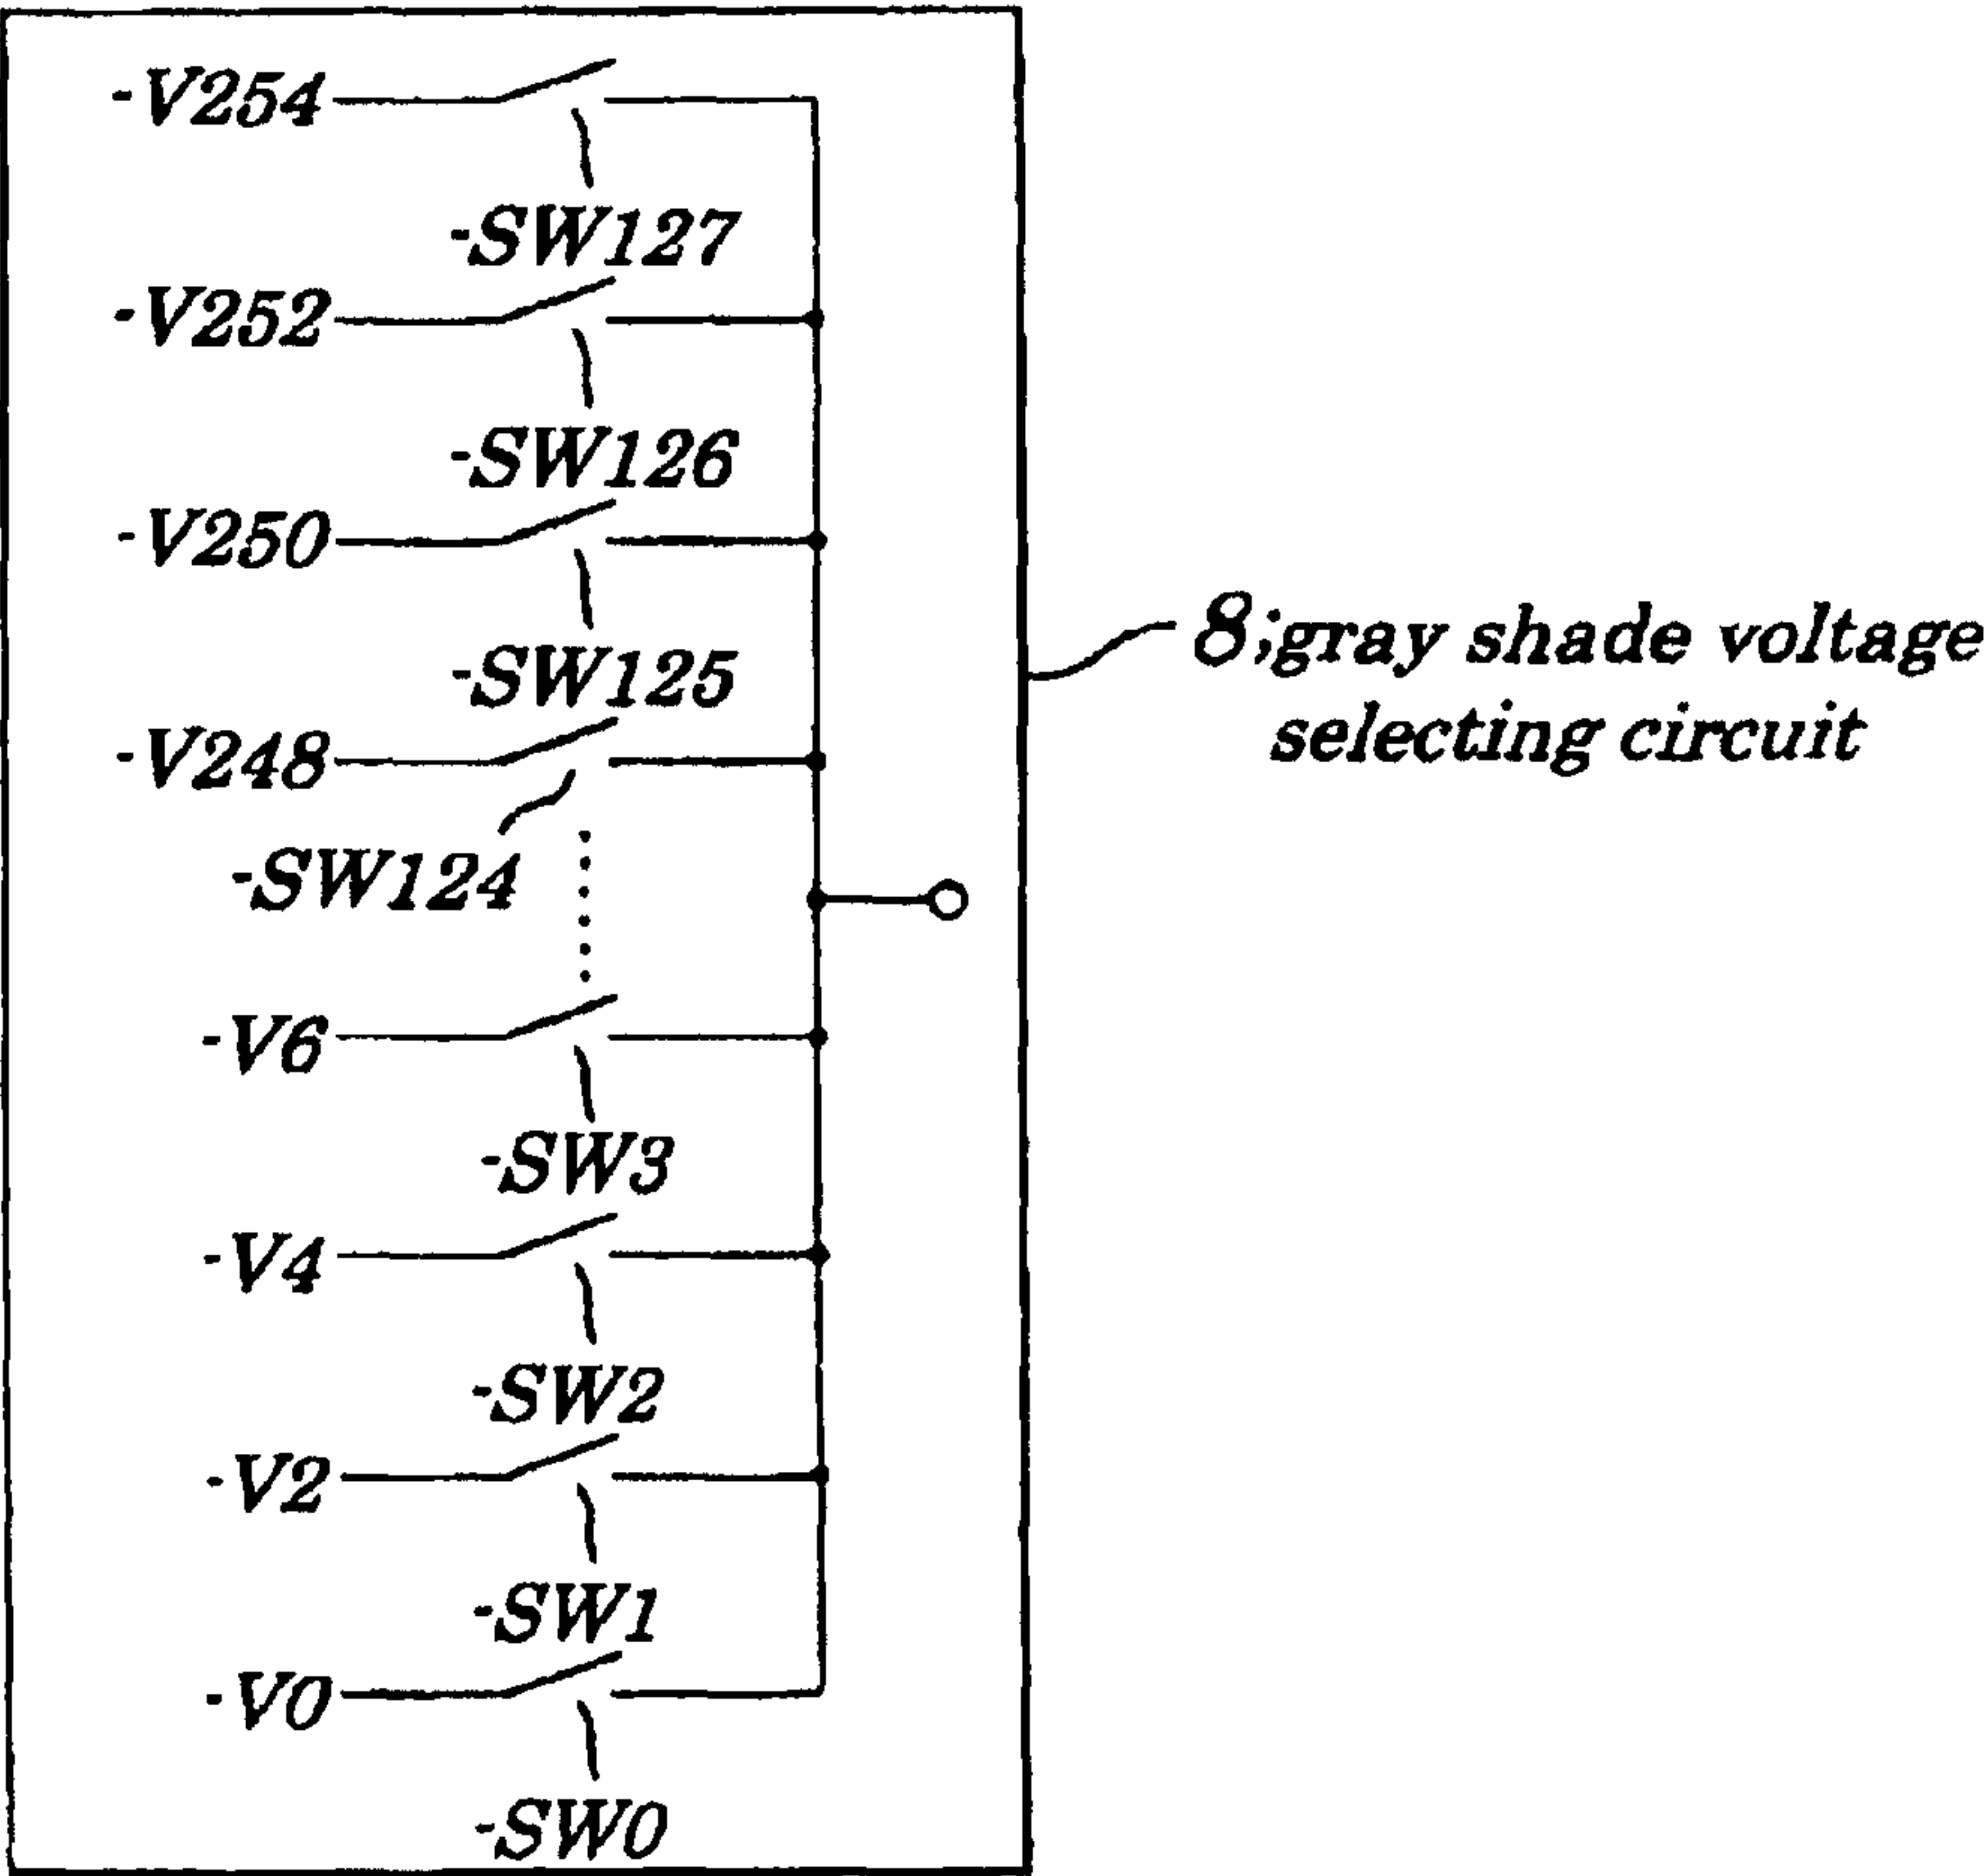 -V254
-SW127
-V252
-SW126
-V250
-SW125
-V248
-SW124
-V6
-SW3
-V4
-SW2
-V2
-SW1
-V0
-SW0
8;gray shade voltage
selecting circuit